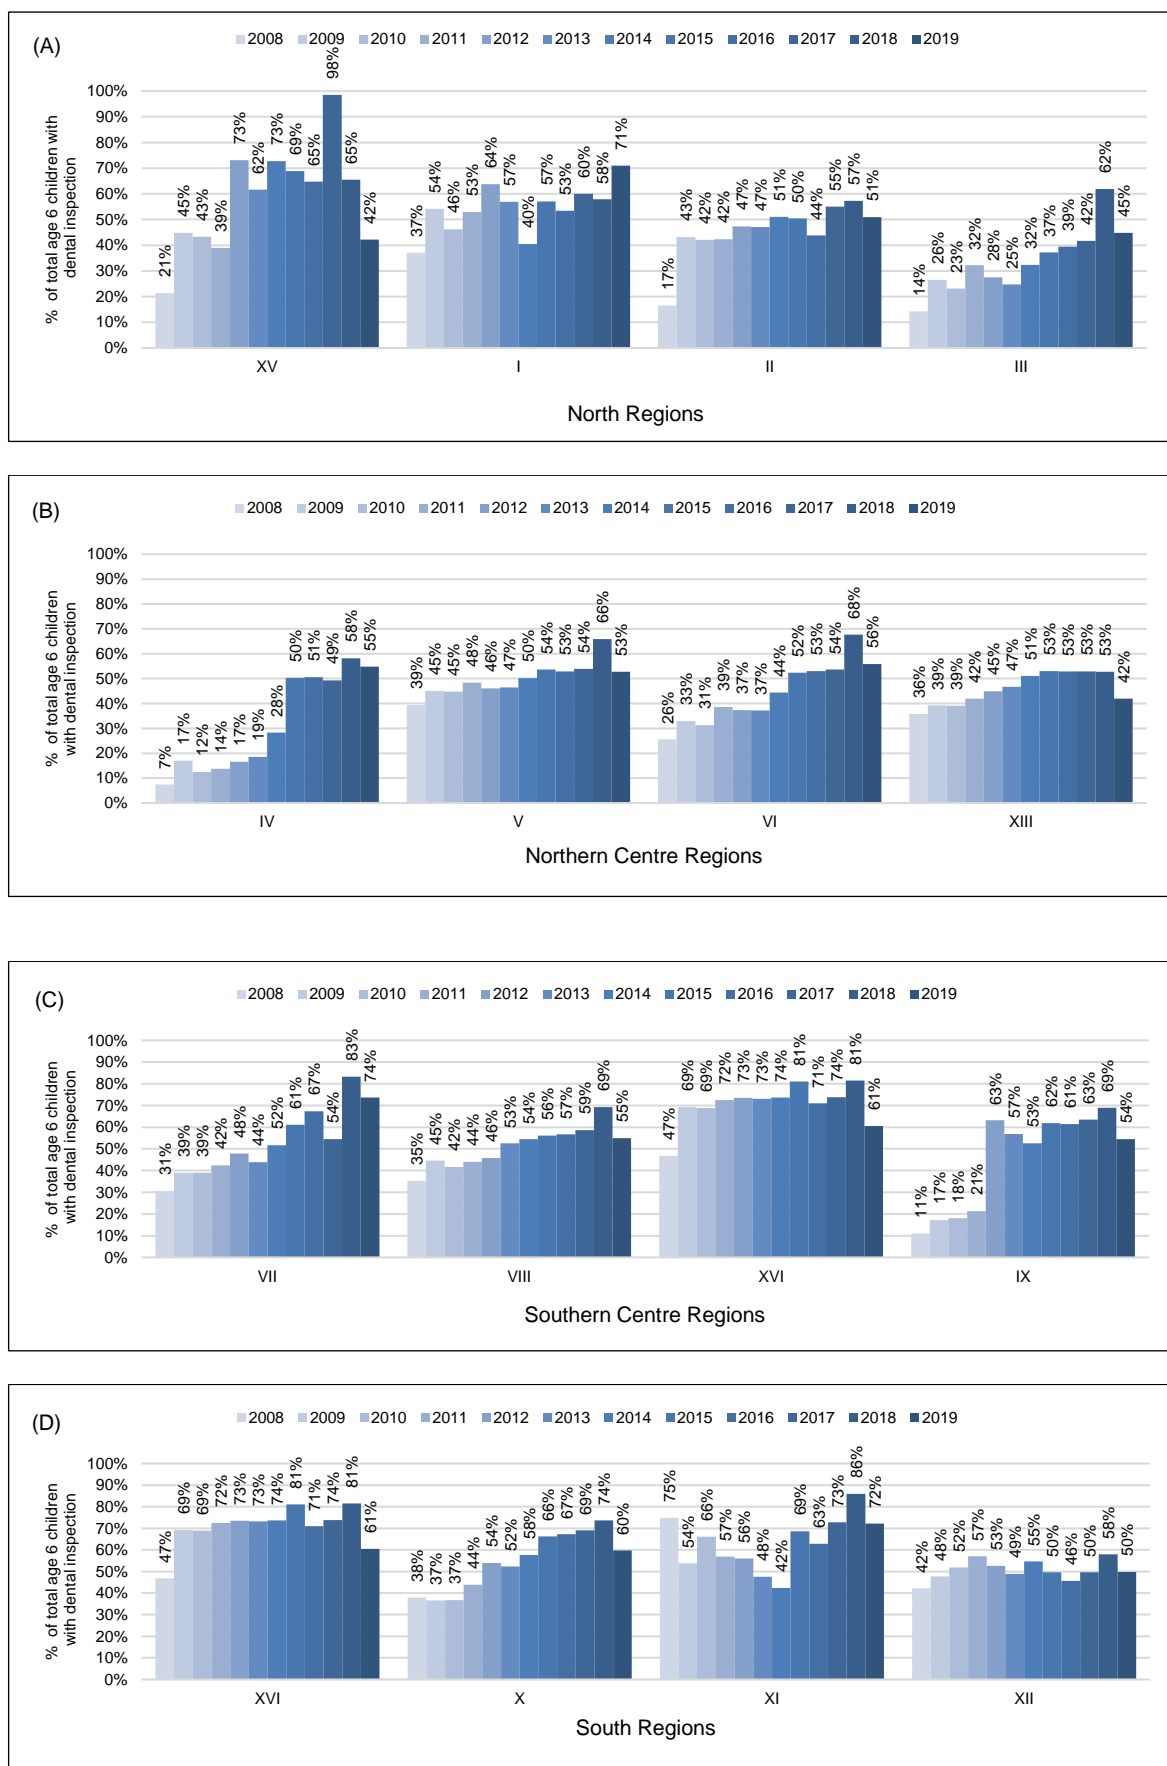 (A)
2008 2009 2010 2011 2012 2013 2014 2015 2016 2017 2018 2019
% of total age 6 children with
dental inspection
100%
90%
80%
70%
60%
50%
40%
30%
20%
10%
0%
21% 45% 43% 39% 73% 62% 73% 69% 65% 98% 65% 42%
37% 54% 46% 53% 64% 57% 40% 57% 53% 60% 58% 71%
17% 43% 42% 42% 47% 47% 51% 50% 44% 55% 57% 51%
14% 26% 23% 32% 28% 25% 32% 37% 39% 42% 62% 45%
XV I II III
North Regions
(B)
2008 2009 2010 2011 2012 2013 2014 2015 2016 2017 2018 2019
% of total age 6 children
with dental inspection
100%
90%
80%
70%
60%
50%
40%
30%
20%
10%
0%
7% 17% 12% 14% 17% 19% 28% 50% 51% 49% 58% 55%
39% 45% 45% 48% 46% 47% 50% 54% 53% 54% 66% 53%
26% 33% 31% 39% 37% 37% 44% 52% 53% 54% 68% 56%
36% 39% 39% 42% 45% 47% 51% 53% 53% 53% 53% 42%
IV V VI XIII
Northern Centre Regions
(C)
2008 2009 2010 2011 2012 2013 2014 2015 2016 2017 2018 2019
% of total age 6 children
with dental inspection
100%
90%
80%
70%
60%
50%
40%
30%
20%
10%
0%
31% 39% 39% 42% 48% 44% 52% 61% 67% 54% 83% 74%
35% 45% 42% 44% 46% 53% 54% 56% 57% 59% 69% 55%
47% 69% 69% 72% 73% 73% 74% 81% 71% 74% 81% 61%
11% 17% 18% 21% 63% 57% 53% 62% 61% 63% 69% 54%
VII VIII XVI IX
Southern Centre Regions
(D)
2008 2009 2010 2011 2012 2013 2014 2015 2016 2017 2018 2019
% of total age 6 children
with dental inspection
100%
90%
80%
70%
60%
50%
40%
30%
20%
10%
0%
47% 69% 69% 72% 73% 73% 74% 81% 71% 74% 81% 61%
38% 37% 37% 44% 54% 52% 58% 66% 67% 69% 74% 60%
75% 54% 66% 57% 56% 48% 42% 69% 63% 73% 86% 72%
42% 48% 52% 57% 53% 49% 55% 50% 46% 50% 58% 50%
XVI X XI XII
South Regions